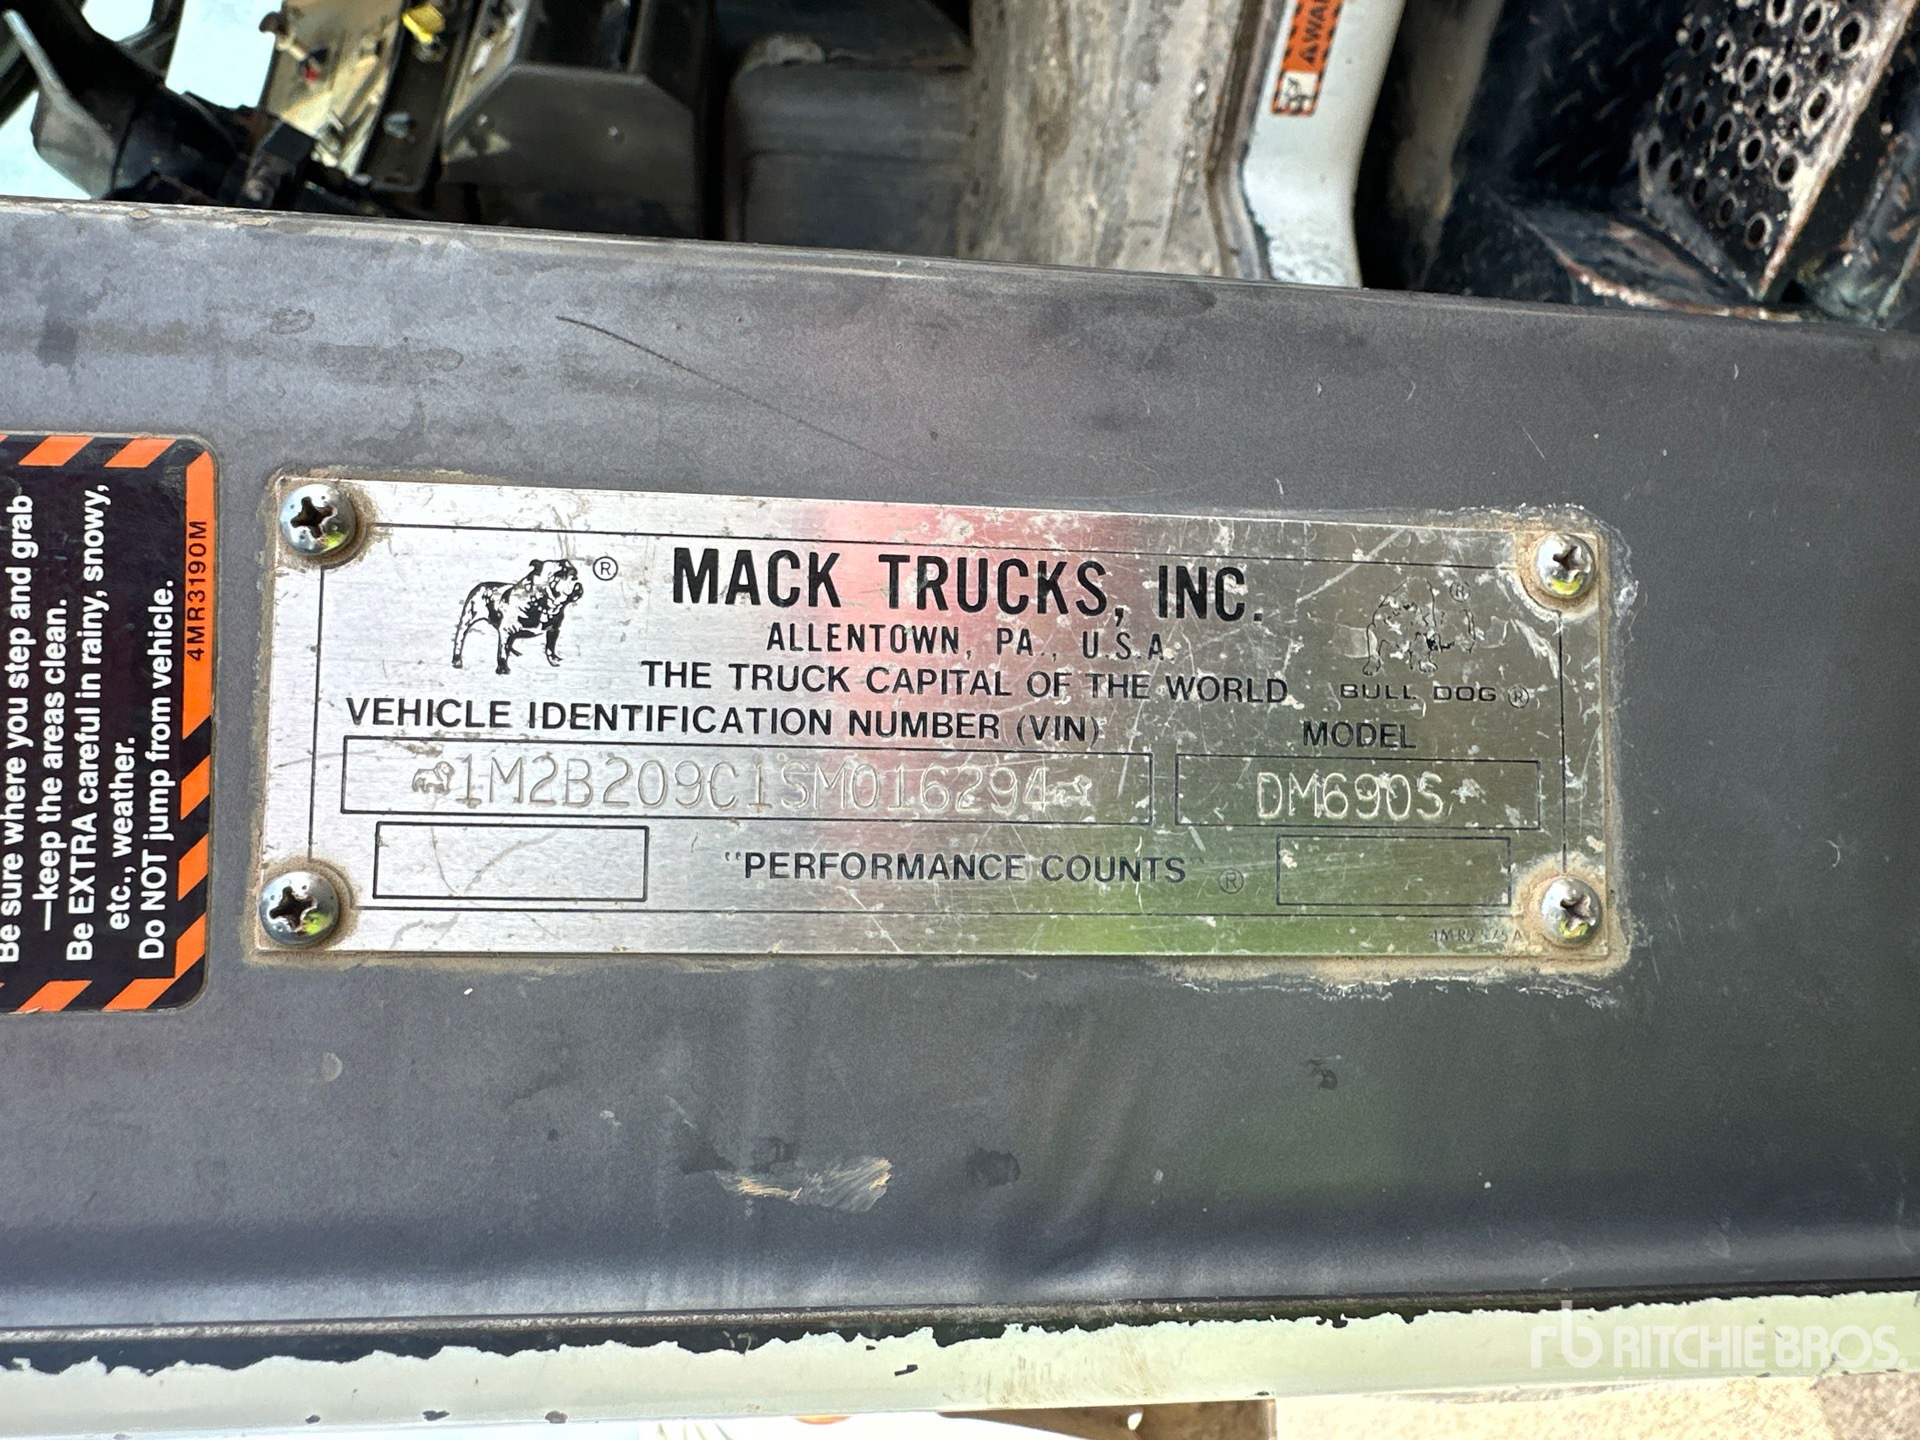 AWAY
Be sure where you step and grab
—keep the areas clean.
Be EXTRA careful in rainy, snowy,
etc., weather.
Do NOT jump from vehicle.
4MR3190M
®
MACK TRUCKS, INC.
ALLENTOWN, PA., U.S.A.
THE TRUCK CAPITAL OF THE WORLD
®
BULL DOG ®
VEHICLE IDENTIFICATION NUMBER (VIN)
MODEL
1M2B209C1SM016294
DM690S
"PERFORMANCE COUNTS" ®
rb RITCHIE BROS.